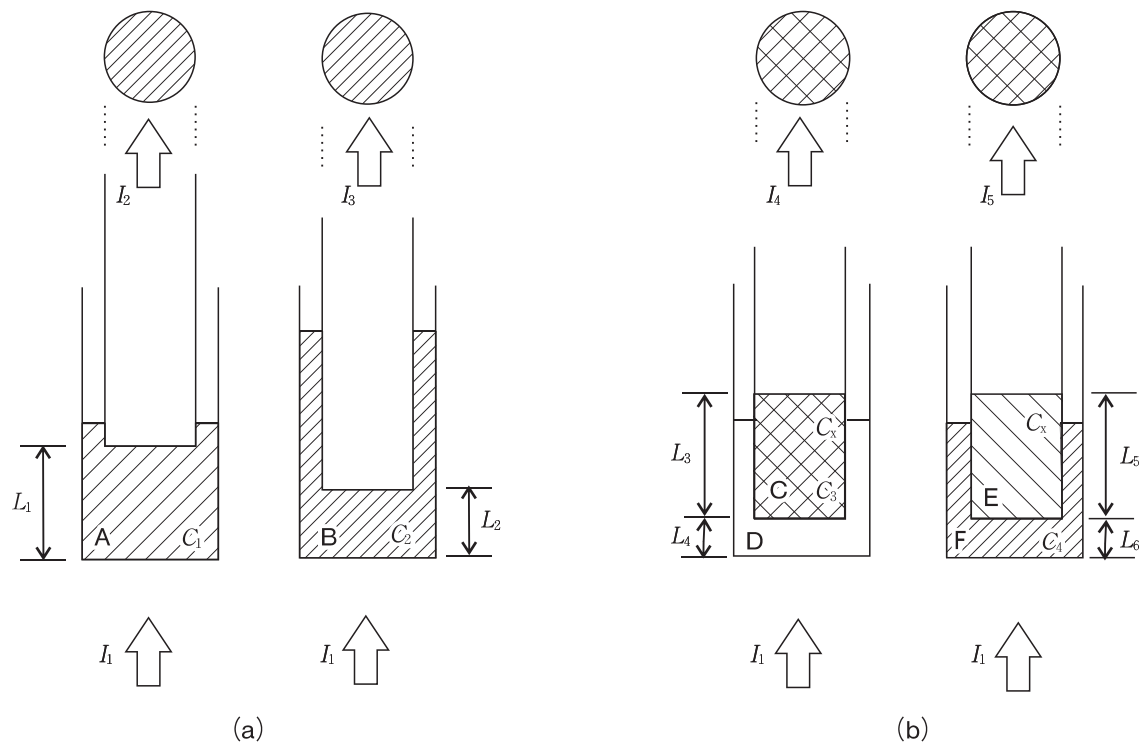 I₂
I₃
I₄
I₅
L₁
A
C₁
B
C₂
L₂
L₃
Cₓ
C
C₃
L₄
D
Cₓ
E
L₅
F
C₄
L₆
I₁
I₁
I₁
I₁
(a)
(b)